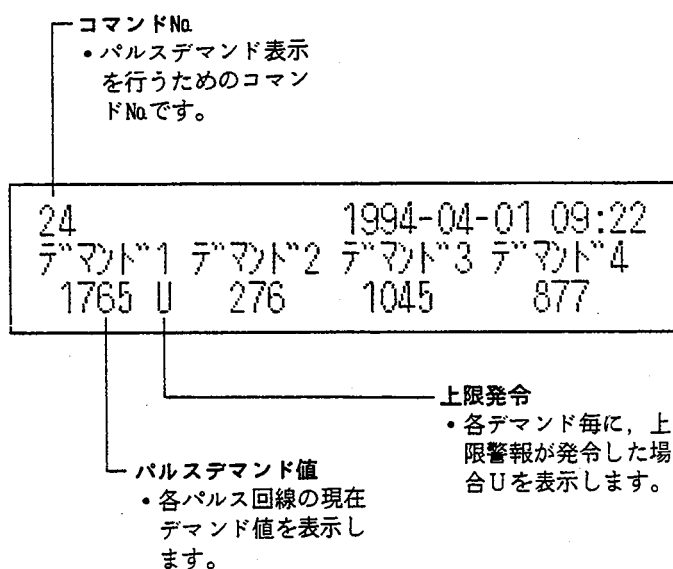 コマンドNo.
•パルスデマンド表示
を行うためのコマン
ドNo.です。
24 1994-04-01 09:22
デマンド1 デマンド2 デマンド3 デマンド4
1765 U 276 1045 877
上限発令
•各デマンド毎に，上
限警報が発令した場
合Uを表示します。
パルスデマンド値
•各パルス回線の現在
デマンド値を表示し
ます。